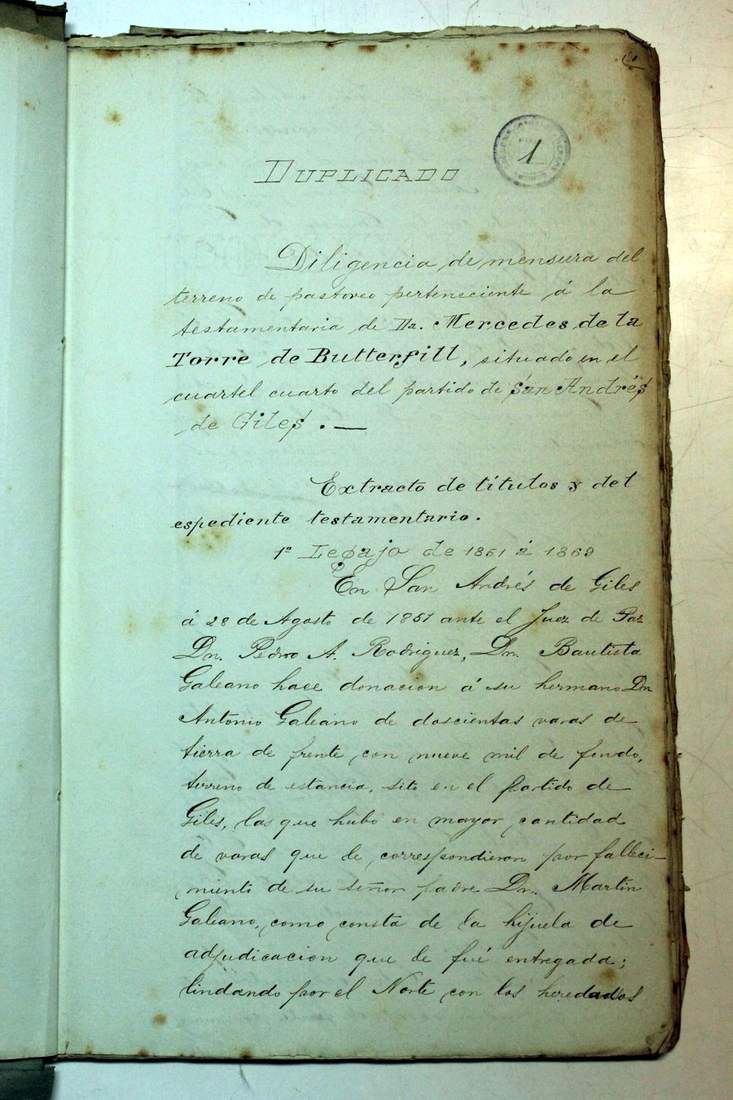 1
DUPLICADO
Diligencia de mensura del
terreno de pastoreo perteneciente á la
testamentaria de Da. Mercedes de la
Torre de Butterfill, situado en el
cuartel cuarto del partido de San Andrés
de Giles. —
Extracto de títulos y del
espediente testamentario.
1º Legajo de 1851 á 1868
En San Andrés de Giles
á 28 de Agosto de 1851 ante el Juez de Paz
Dn. Pedro A. Rodriguez, Dn. Bautista
Galeano hace donacion á su hermano Dn
Antonio Galeano de doscientas varas de
tierra de frente con nueve mil de fondo,
terreno de estancia, sito en el partido de
Giles, las que hubo en mayor cantidad
de varas que le correspondieron por falleci-
miento de su señor padre Dn. Martin
Galeano, como consta de la hijuela de
adjudicacion que le fué entregada;
lindando por el Norte con los heredados